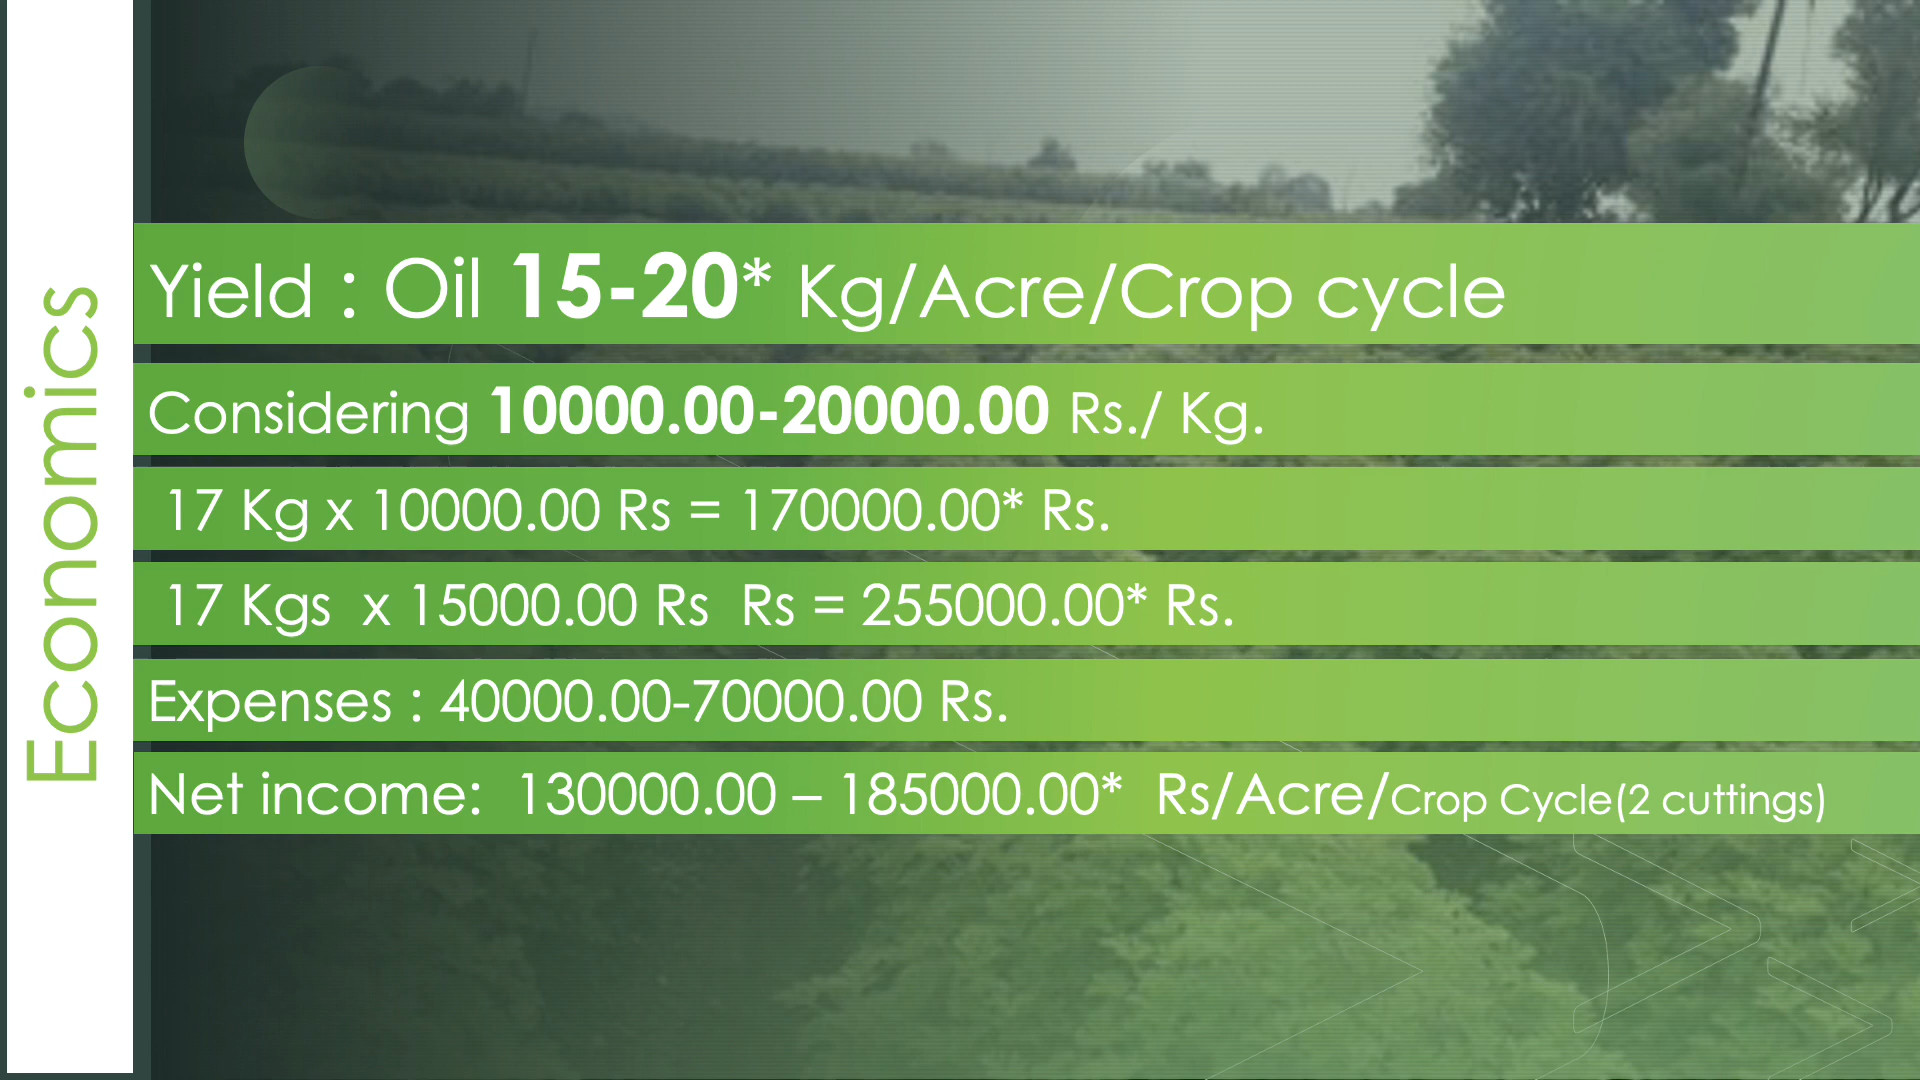 Economics
Yield : Oil 15-20* Kg/Acre/Crop cycle
Considering 10000.00-20000.00 Rs./ Kg.
17 Kg x 10000.00 Rs = 170000.00* Rs.
17 Kgs  x 15000.00 Rs  Rs = 255000.00* Rs.
Expenses : 40000.00-70000.00 Rs.
Net income:  130000.00 – 185000.00*  Rs/Acre/Crop Cycle(2 cuttings)